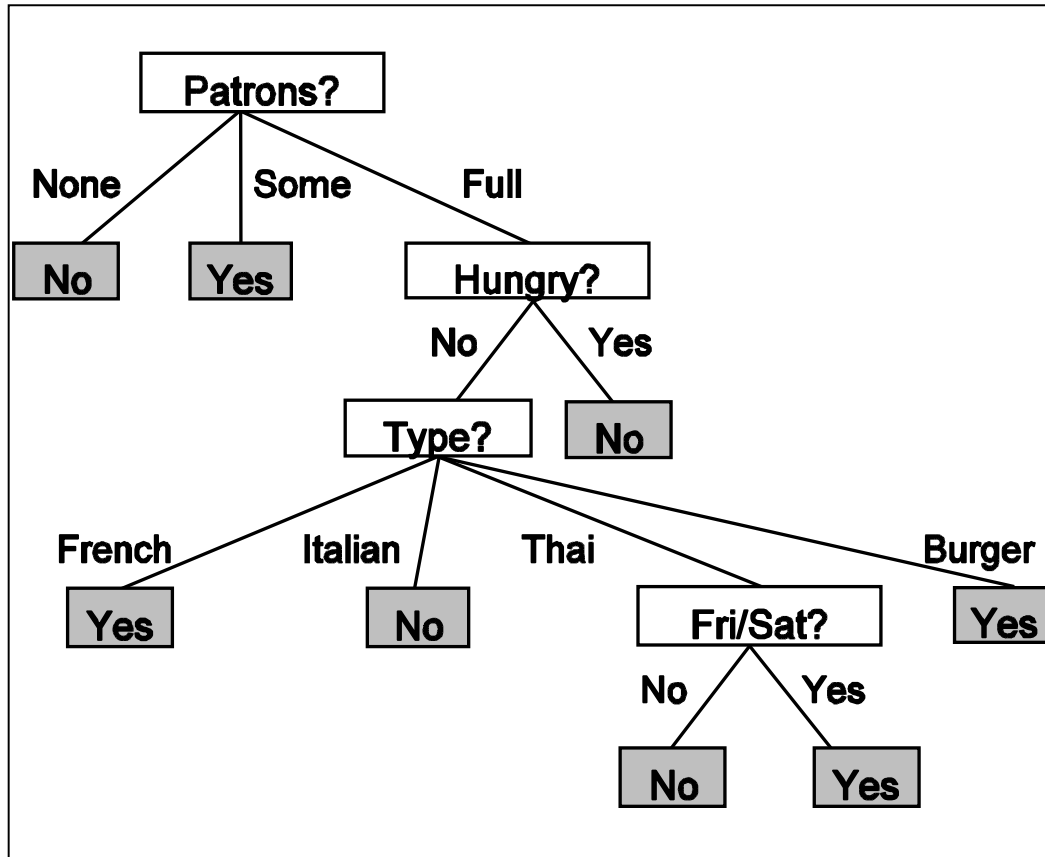 Patrons?
None Some Full
No Yes Hungry?
No Yes
Type? No
French Italian Thai Burger
Yes No Fri/Sat? Yes
No Yes
No Yes